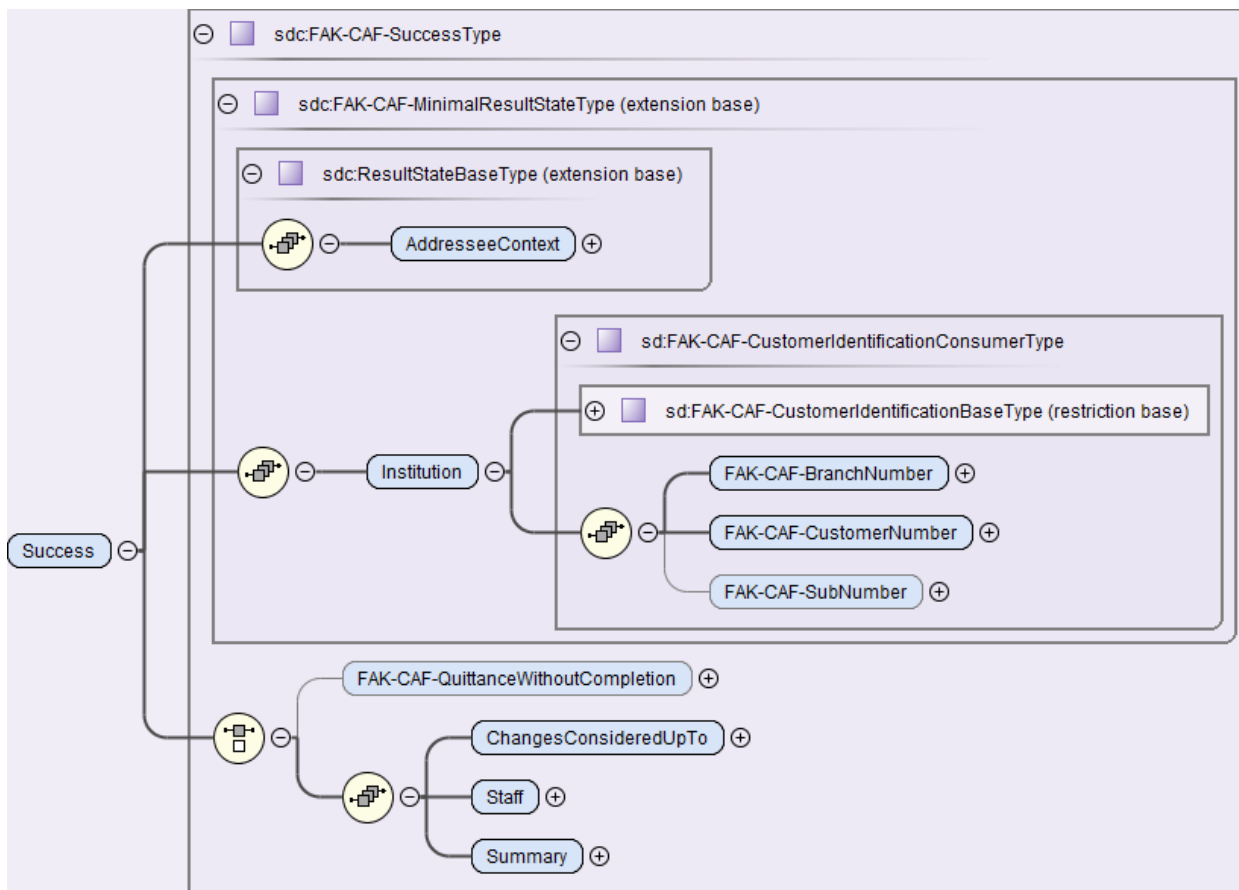 sdc:FAK-CAF-SuccessType
sdc:FAK-CAF-MinimalResultStateType (extension base)
sdc:ResultStateBaseType (extension base)
AddresseeContext
sd:FAK-CAF-CustomerIdentificationConsumerType
sd:FAK-CAF-CustomerIdentificationBaseType (restriction base)
Institution
FAK-CAF-BranchNumber
FAK-CAF-CustomerNumber
Success
FAK-CAF-SubNumber
FAK-CAF-QuittanceWithoutCompletion
ChangesConsideredUpTo
Staff
Summary